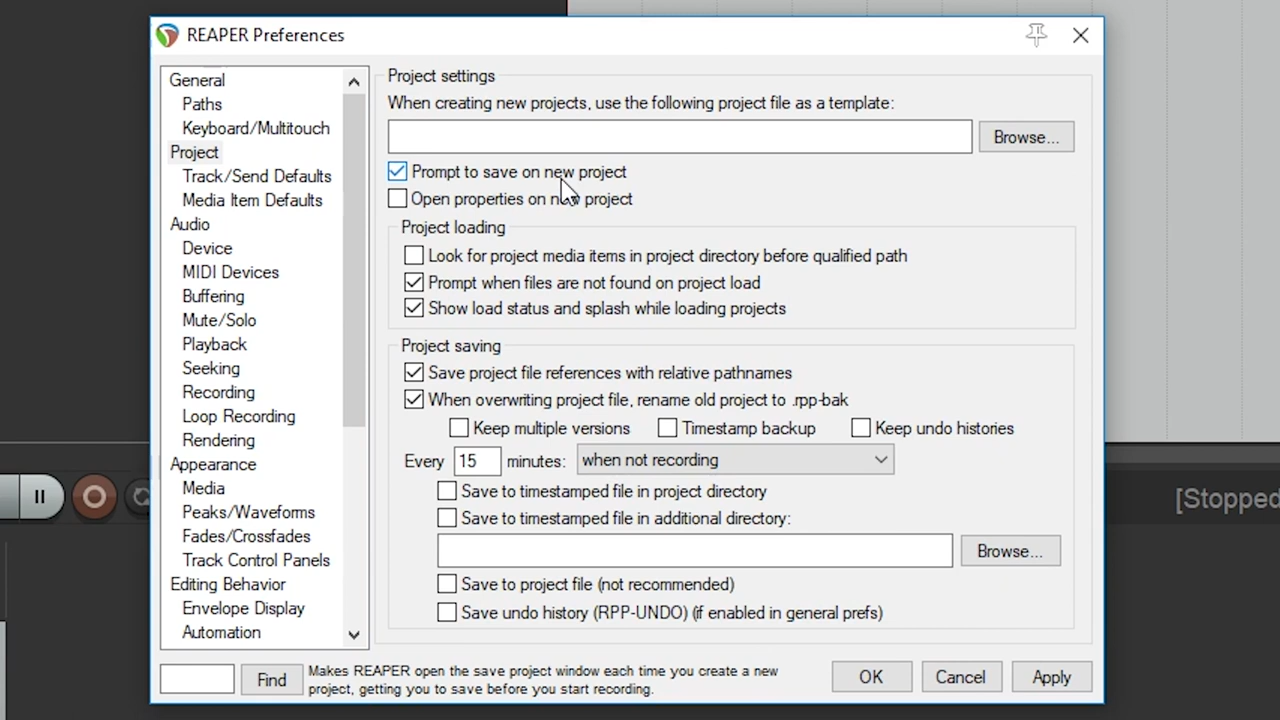 REAPER Preferences
General
Paths
Keyboard/Multitouch
Project
Track/Send Defaults
Media Item Defaults
Audio
Device
MIDI Devices
Buffering
Mute/Solo
Playback
Seeking
Recording
Loop Recording
Rendering
Appearance
Media
Peaks/Waveforms
Fades/Crossfades
Track Control Panels
Editing Behavior
Envelope Display
Automation
Find
Project settings
When creating new projects, use the following project file as a template:
Browse...
Prompt to save on new project
Open properties on new project
Project loading
Look for project media items in project directory before qualified path
Prompt when files are not found on project load
Show load status and splash while loading projects
Project saving
Save project file references with relative pathnames
When overwriting project file, rename old project to .rpp-bak
Keep multiple versions Timestamp backup Keep undo histories
Every 15 minutes: when not recording
Save to timestamped file in project directory
Save to timestamped file in additional directory:
Browse...
Save to project file (not recommended)
Save undo history (RPP-UNDO) (if enabled in general prefs)
Makes REAPER open the save project window each time you create a new
project, getting you to save before you start recording.
OK Cancel Apply
[Stopped